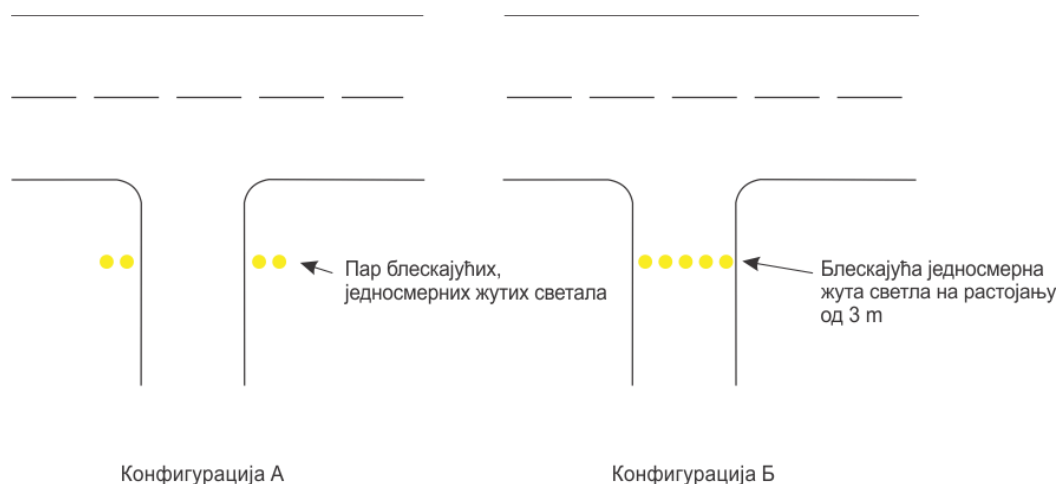 Пар блескајућих,
једносмерних жутих светала
Блескајућа једносмерна
жута светла на растојању
од 3 m
Конфигурација А
Конфигурација Б